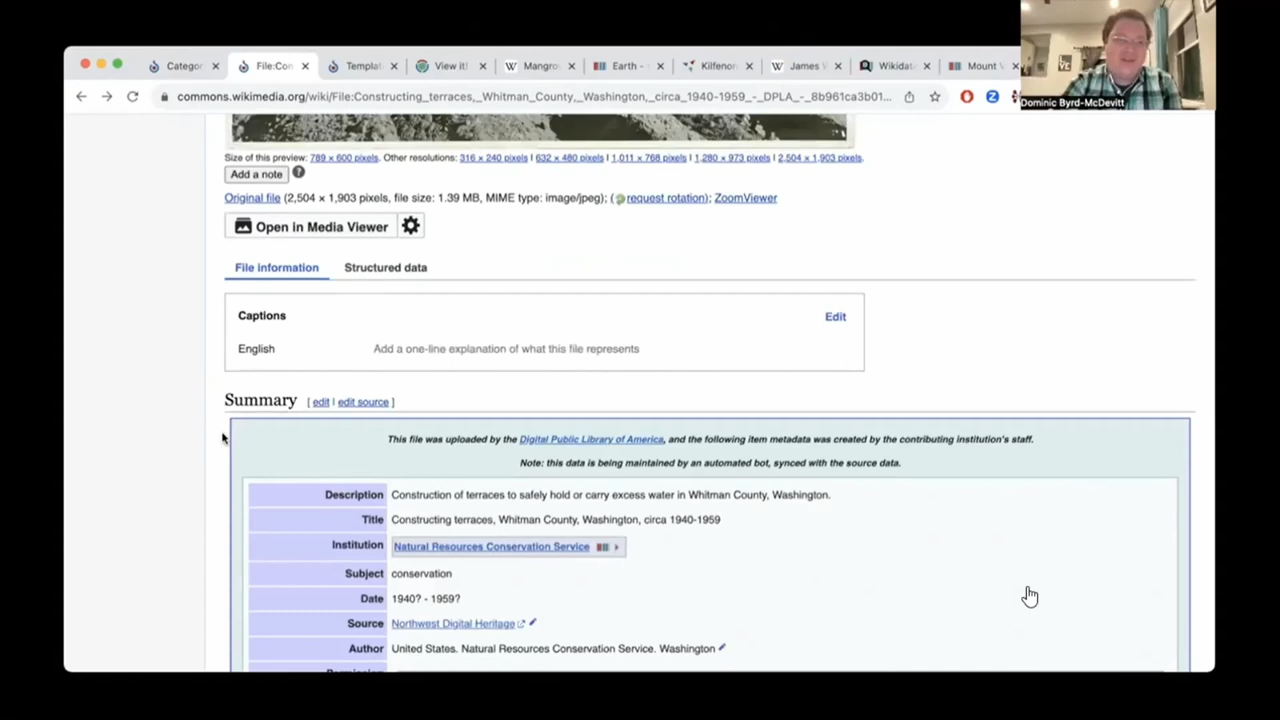 Categor
File:Con
Templat
View it!
Mangro
Earth -
Kilfenor
James W
Wikidat
Mount V
commons.wikimedia.org/wiki/File:Constructing_terraces,_Whitman_County,_Washington,_circa_1940-1959_-_DPLA_-_8b961ca3b01...
Dominic Byrd-McDevitt
Size of this preview: 789 × 600 pixels. Other resolutions: 316 × 240 pixels | 632 × 480 pixels | 1,011 × 768 pixels | 1,280 × 973 pixels | 2,504 × 1,903 pixels.
Add a note
Original file (2,504 × 1,903 pixels, file size: 1.39 MB, MIME type: image/jpeg); (request rotation); ZoomViewer
Open in Media Viewer
File information Structured data
Captions Edit
English Add a one-line explanation of what this file represents
Summary [ edit | edit source ]
This file was uploaded by the Digital Public Library of America, and the following item metadata was created by the contributing institution's staff.
Note: this data is being maintained by an automated bot, synced with the source data.
Description Construction of terraces to safely hold or carry excess water in Whitman County, Washington.
Title Constructing terraces, Whitman County, Washington, circa 1940-1959
Institution Natural Resources Conservation Service
Subject conservation
Date 1940? - 1959?
Source Northwest Digital Heritage
Author United States. Natural Resources Conservation Service. Washington